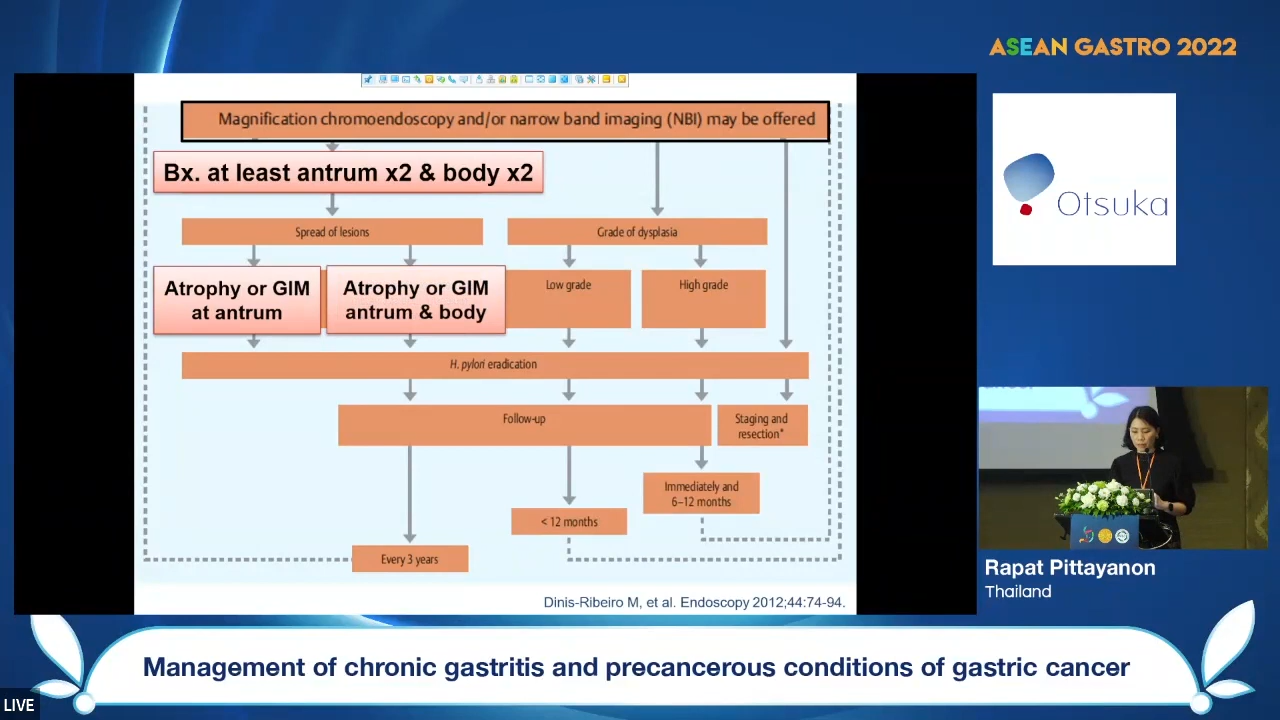 ASEAN GASTRO 2022
Magnification chromoendoscopy and/or narrow band imaging (NBI) may be offered
Bx. at least antrum x2 & body x2
Spread of lesions
Grade of dysplasia
Atrophy or GIM
at antrum
Atrophy or GIM
antrum & body
Low grade
High grade
H. pylori eradication
Follow-up
Staging and
resection*
Immediately and
6–12 months
< 12 months
Every 3 years
Dinis-Ribeiro M, et al. Endoscopy 2012;44:74-94.
Otsuka
Rapat Pittayanon
Thailand
Management of chronic gastritis and precancerous conditions of gastric cancer
LIVE